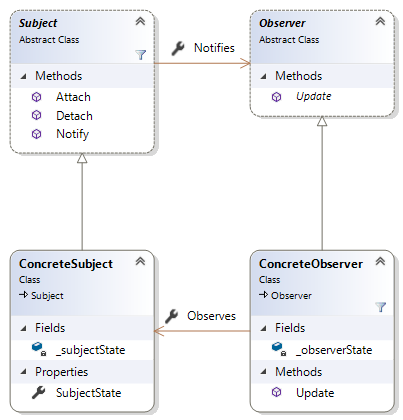 Subject
Abstract Class
Methods
Attach
Detach
Notify
Notifies
Observer
Abstract Class
Methods
Update
ConcreteSubject
Class
Subject
Fields
_subjectState
Properties
SubjectState
Observes
ConcreteObserver
Class
Observer
Fields
_observerState
Methods
Update